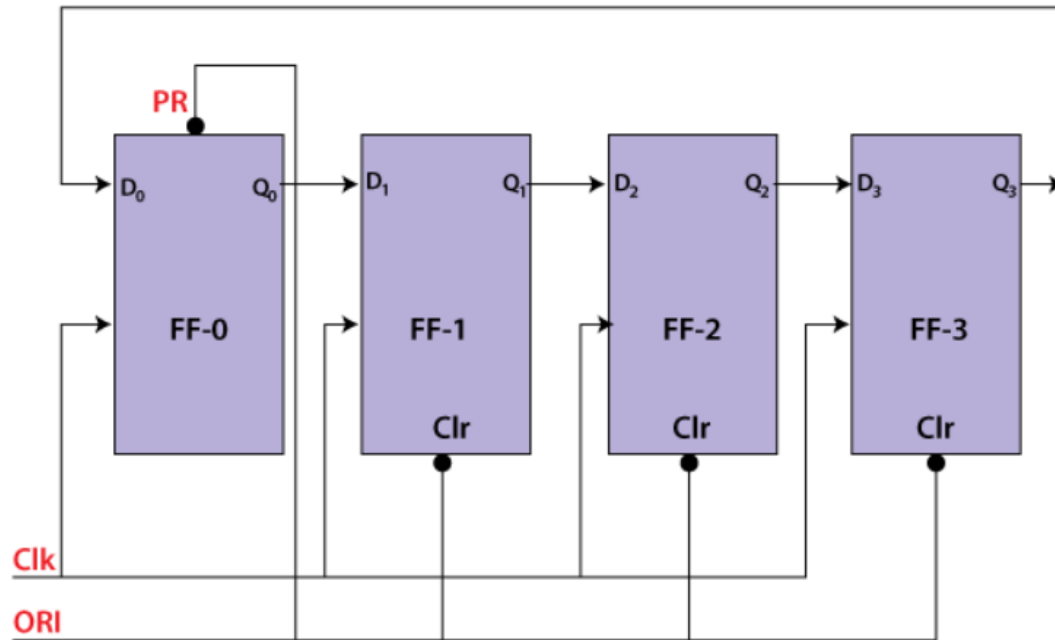 PR
D₀ Q₀ D₁ Q₁ D₂ Q₂ D₃ Q₃
FF-0 FF-1 FF-2 FF-3
Clr Clr Clr
Clk
ORI